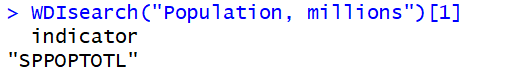 > WDIsearch("Population, millions")[1]
  indicator
"SPPOPTOTL"